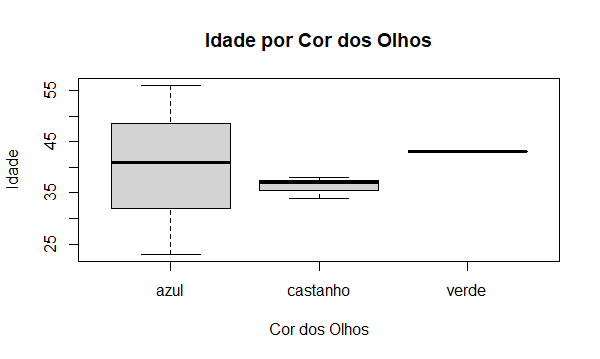 Idade por Cor dos Olhos
Idade
55
45
35
25
azul castanho verde
Cor dos Olhos